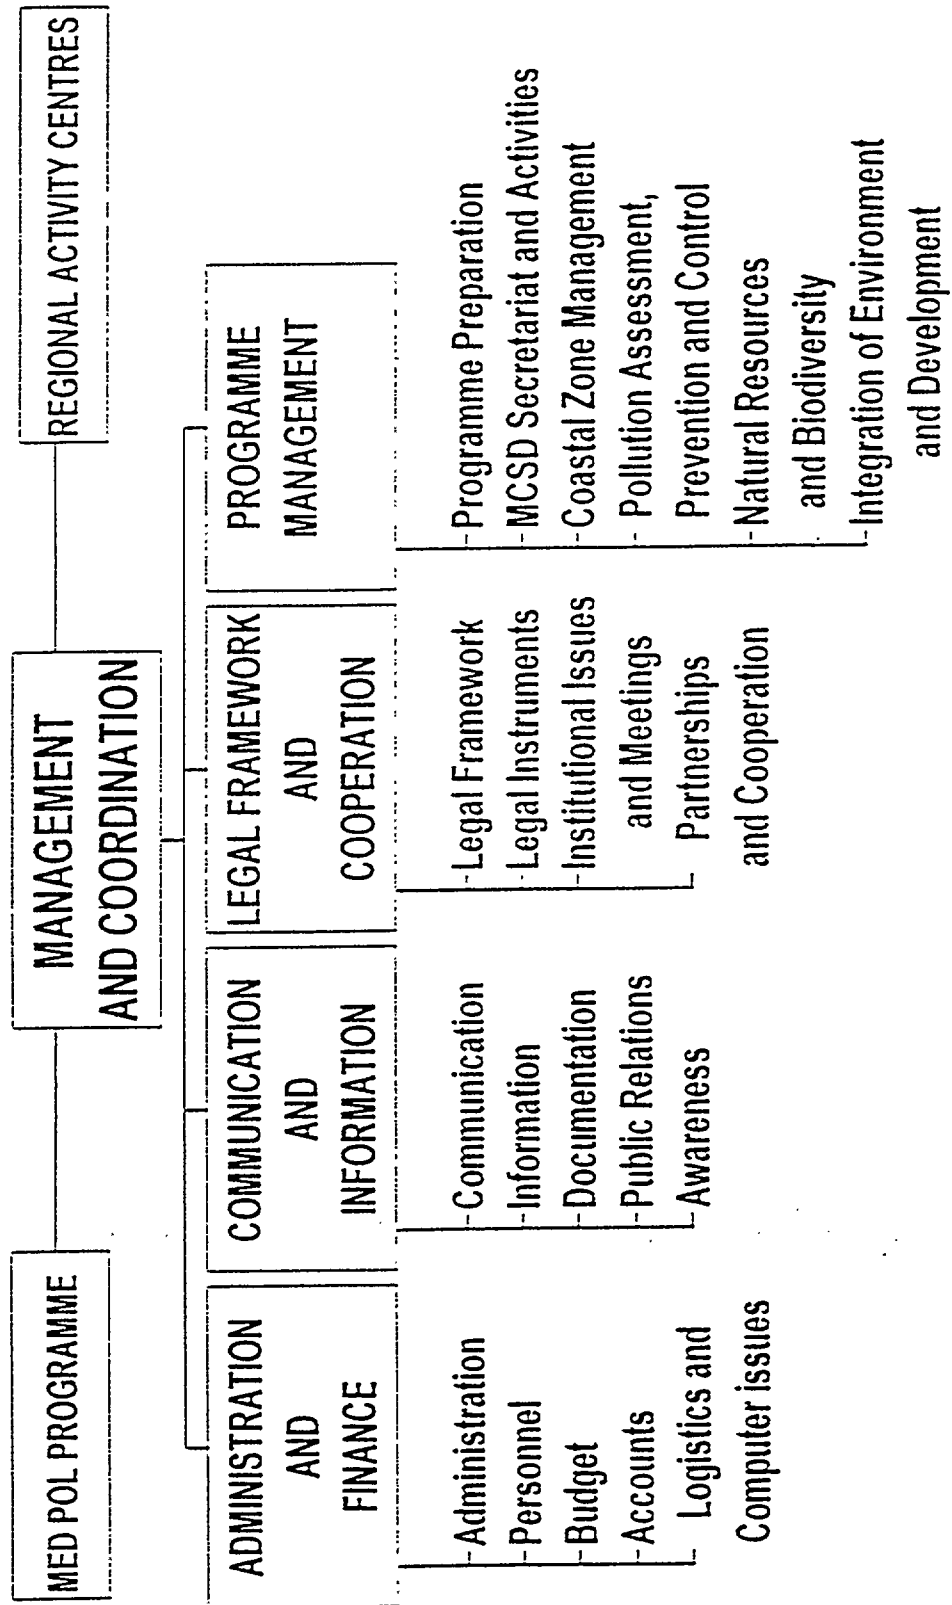 MED POL PROGRAMME
MANAGEMENT
AND COORDINATION
REGIONAL ACTIVITY CENTRES
ADMINISTRATION
AND
FINANCE
Administration
Personnel
Budget
Accounts
Logistics and
Computer issues
COMMUNICATION
AND
INFORMATION
Communication
Information
Documentation
Public Relations
Awareness
LEGAL FRAMEWORK
AND
COOPERATION
Legal Framework
Legal Instruments
Institutional Issues
and Meetings
Partnerships
and Cooperation
PROGRAMME
MANAGEMENT
Programme Preparation
MCSD Secretariat and Activities
Coastal Zone Management
Pollution Assessment,
Prevention and Control
Natural Resources
and Biodiversity
Integration of Environment
and Development